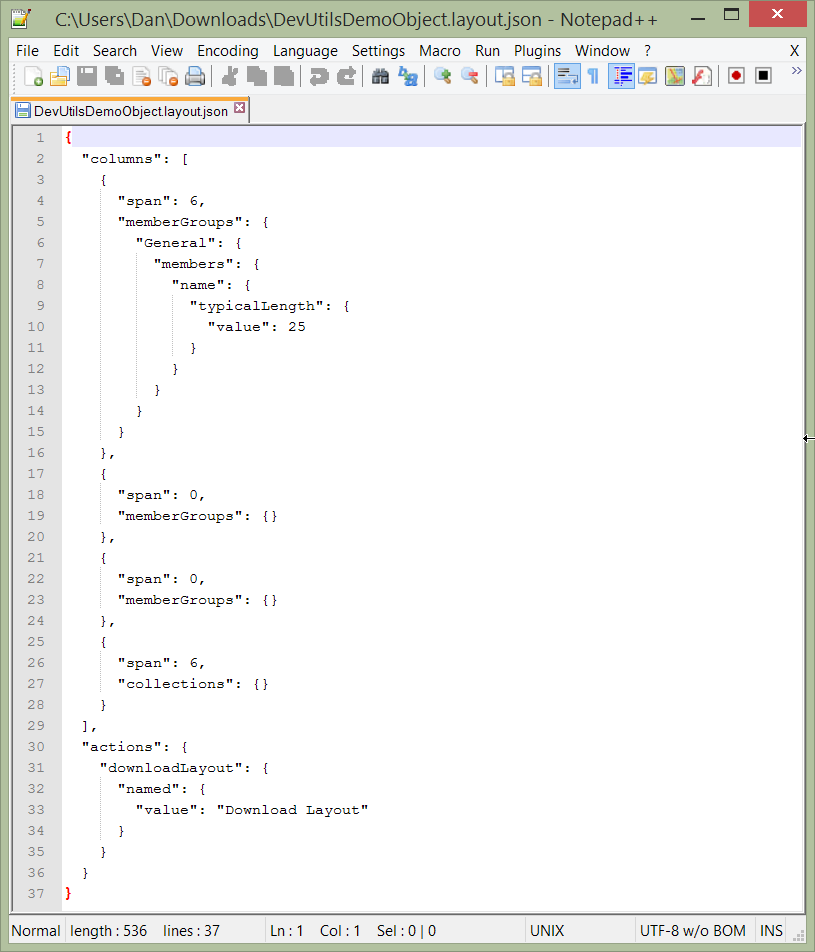 C:\Users\Dan\Downloads\DevUtilsDemoObject.layout.json - Notepad++
File Edit Search View Encoding Language Settings Macro Run Plugins Window ? X
DevUtilsDemoObject.layout.json
1 {
2 "columns": [
3 {
4 "span": 6,
5 "memberGroups": {
6 "General": {
7 "members": {
8 "name": {
9 "typicalLength": {
10 "value": 25
11 }
12 }
13 }
14 }
15 }
16 },
17 {
18 "span": 0,
19 "memberGroups": {}
20 },
21 {
22 "span": 0,
23 "memberGroups": {}
24 },
25 {
26 "span": 6,
27 "collections": {}
28 }
29 ],
30 "actions": {
31 "downloadLayout": {
32 "named": {
33 "value": "Download Layout"
34 }
35 }
36 }
37 }
Normal length : 536 lines : 37 Ln : 1 Col : 1 Sel : 0 | 0 UNIX UTF-8 w/o BOM INS